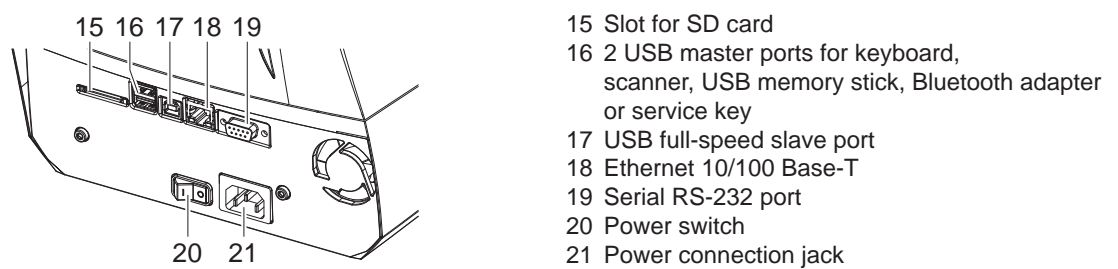 15 16 17 18 19
20 21
15 Slot for SD card
16 2 USB master ports for keyboard,
scanner, USB memory stick, Bluetooth adapter
or service key
17 USB full-speed slave port
18 Ethernet 10/100 Base-T
19 Serial RS-232 port
20 Power switch
21 Power connection jack